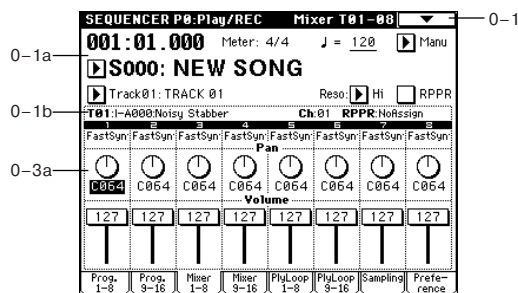 SEQUENCER P0:Play/REC Mixer T01-08
0-1
001:01.000 Meter: 4/4 ♩ = 120 Manu
0-1a
S000: NEW SONG
Track01: TRACK 01 Reso: Hi RPPR
0-1b
T01:I-A000:Noisy Stabber Ch:01 RPPR:NoAssign
1 2 3 4 5 6 7 8
FastSyn FastSyn FastSyn FastSyn FastSyn FastSyn FastSyn FastSyn
Pan
0-3a
C064 C064 C064 C064 C064 C064 C064 C064
Volume
127 127 127 127 127 127 127 127
Prog. 1-8 Prog. 9-16 Mixer 1-8 Mixer 9-16 PlyLoop 1-8 PlyLoop 9-16 Sampling Prefe-rence